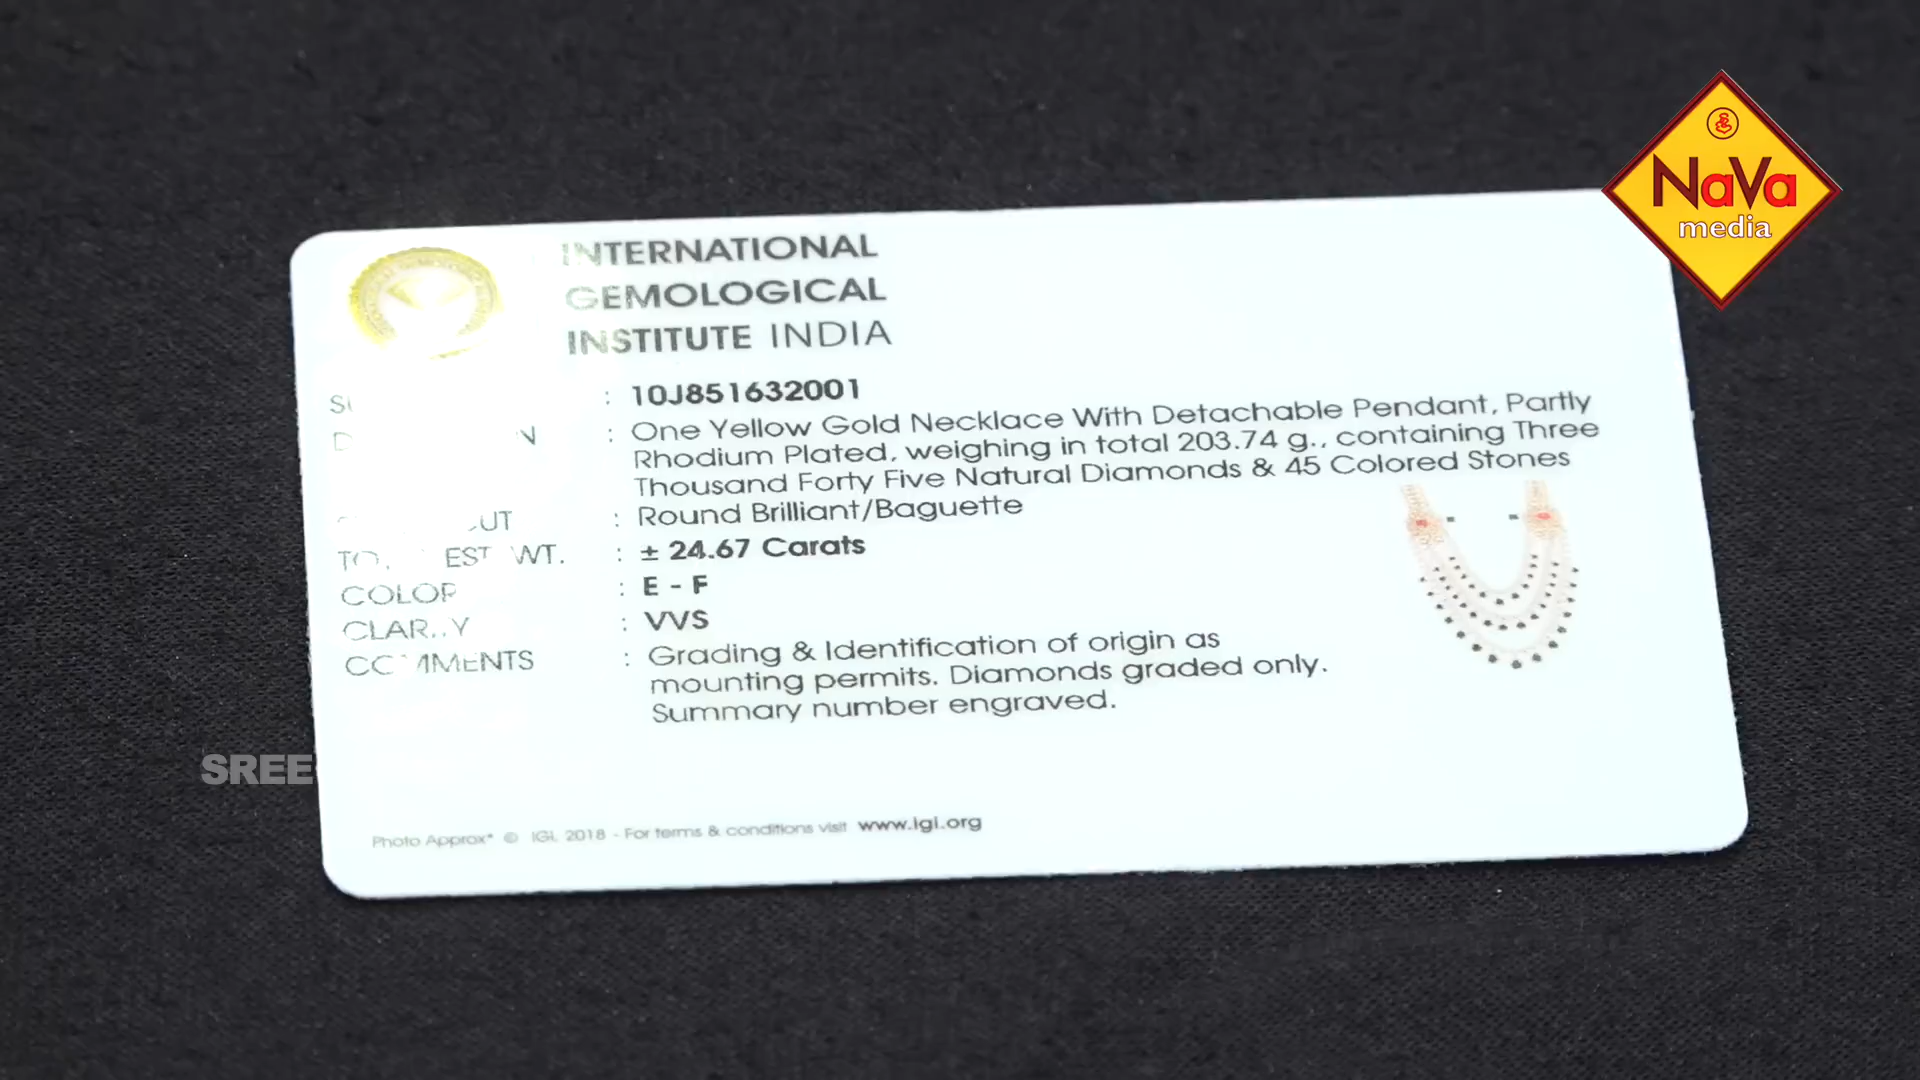 NaVa
media
INTERNATIONAL
GEMOLOGICAL
INSTITUTE INDIA
: 10J851632001
: One Yellow Gold Necklace With Detachable Pendant, Partly
Rhodium Plated, weighing in total 203.74 g., containing Three
Thousand Forty Five Natural Diamonds & 45 Colored Stones
: Round Brilliant/Baguette
EST WT. : ± 24.67 Carats
COLOR : E - F
: VVS
COMMENTS : Grading & Identification of origin as
mounting permits. Diamonds graded only.
Summary number engraved.
SREE
Photo Approx* © IGI, 2018 - For terms & conditions visit www.igi.org